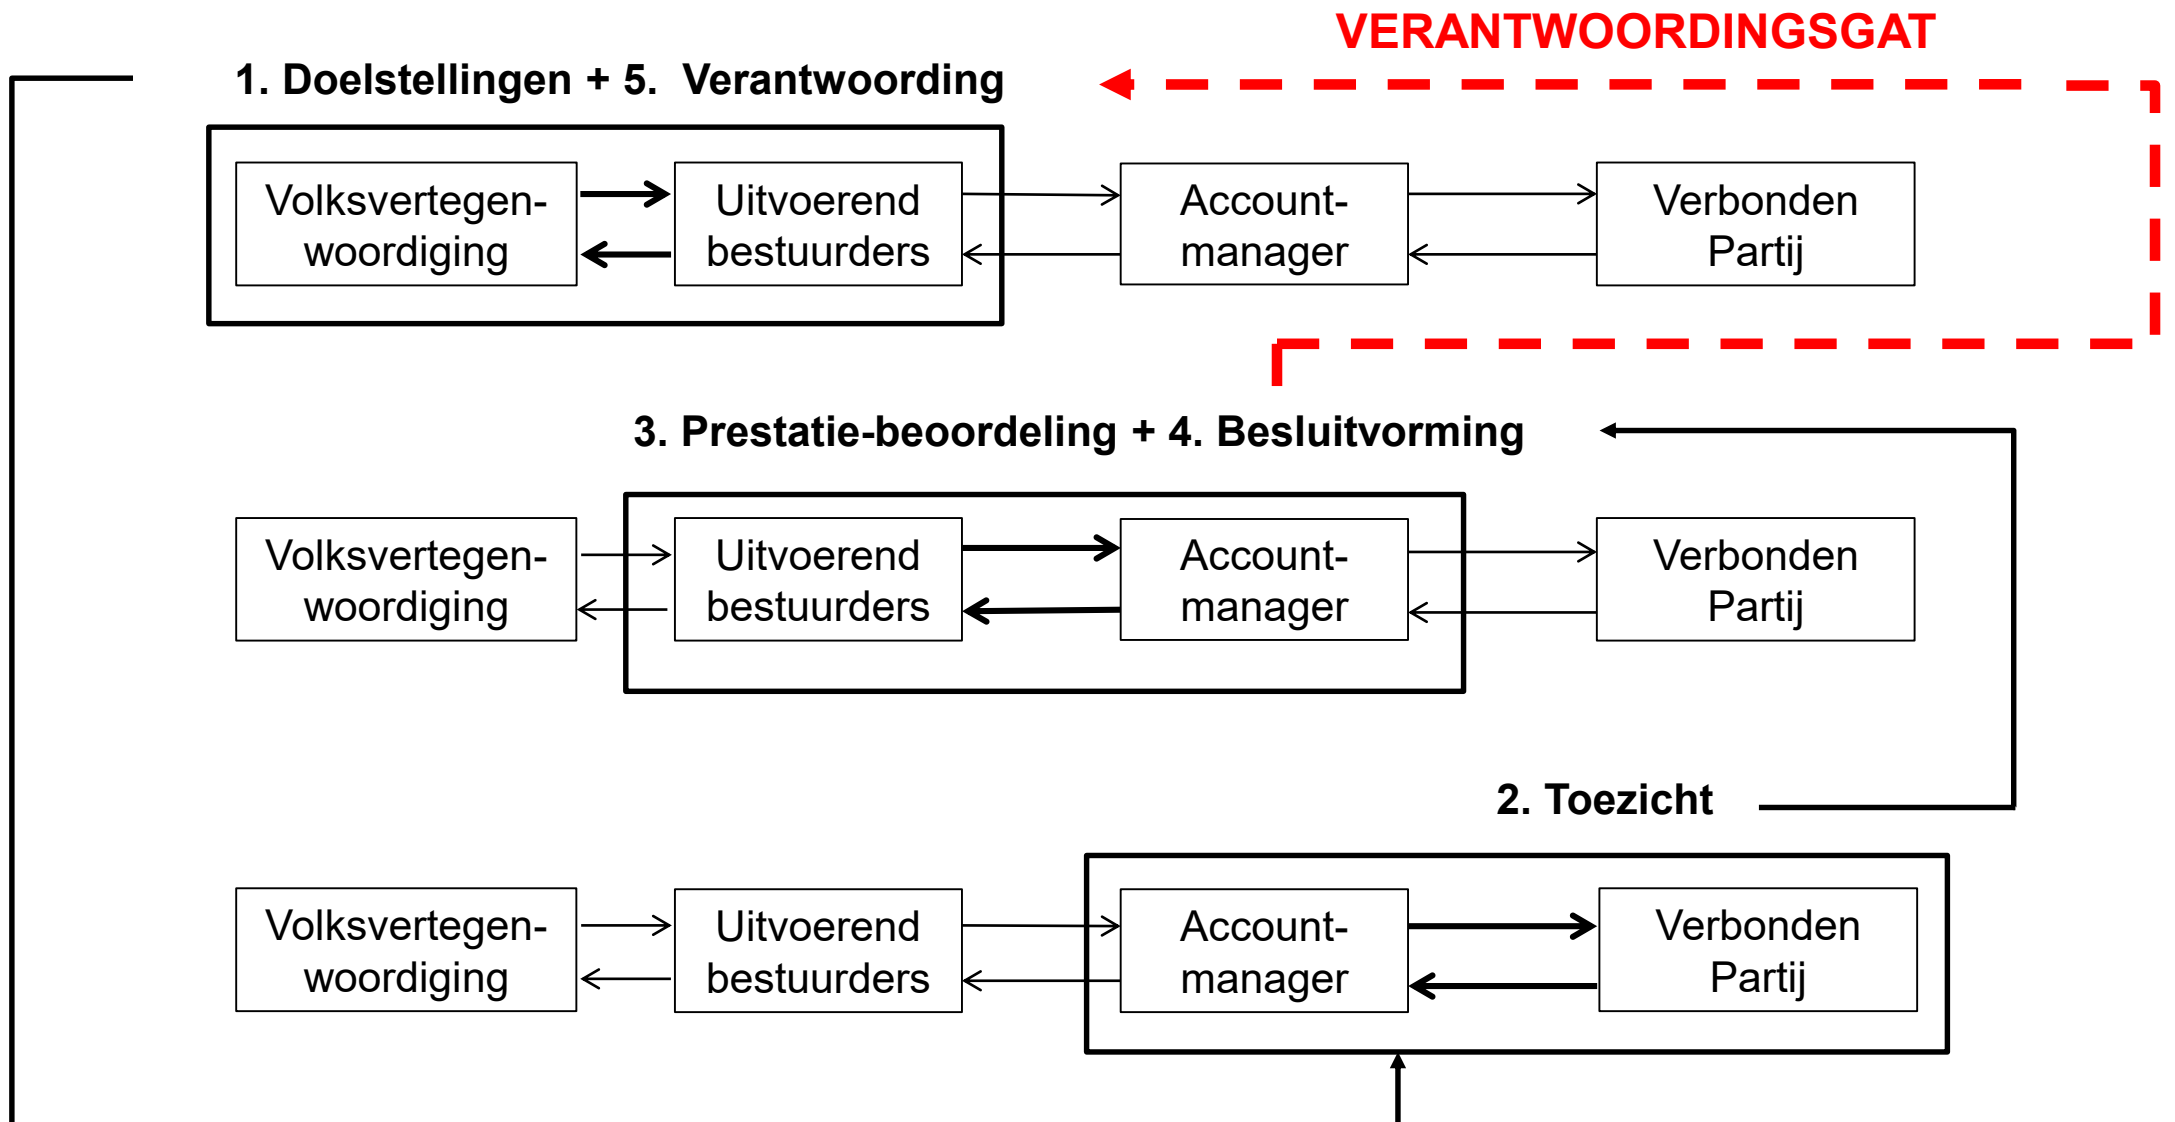 VERANTWOORDINGSGAT
1. Doelstellingen + 5. Verantwoording
Volksvertegen-
woordiging
Uitvoerend
bestuurders
Account-
manager
Verbonden
Partij
3. Prestatie-beoordeling + 4. Besluitvorming
Volksvertegen-
woordiging
Uitvoerend
bestuurders
Account-
manager
Verbonden
Partij
2. Toezicht
Volksvertegen-
woordiging
Uitvoerend
bestuurders
Account-
manager
Verbonden
Partij